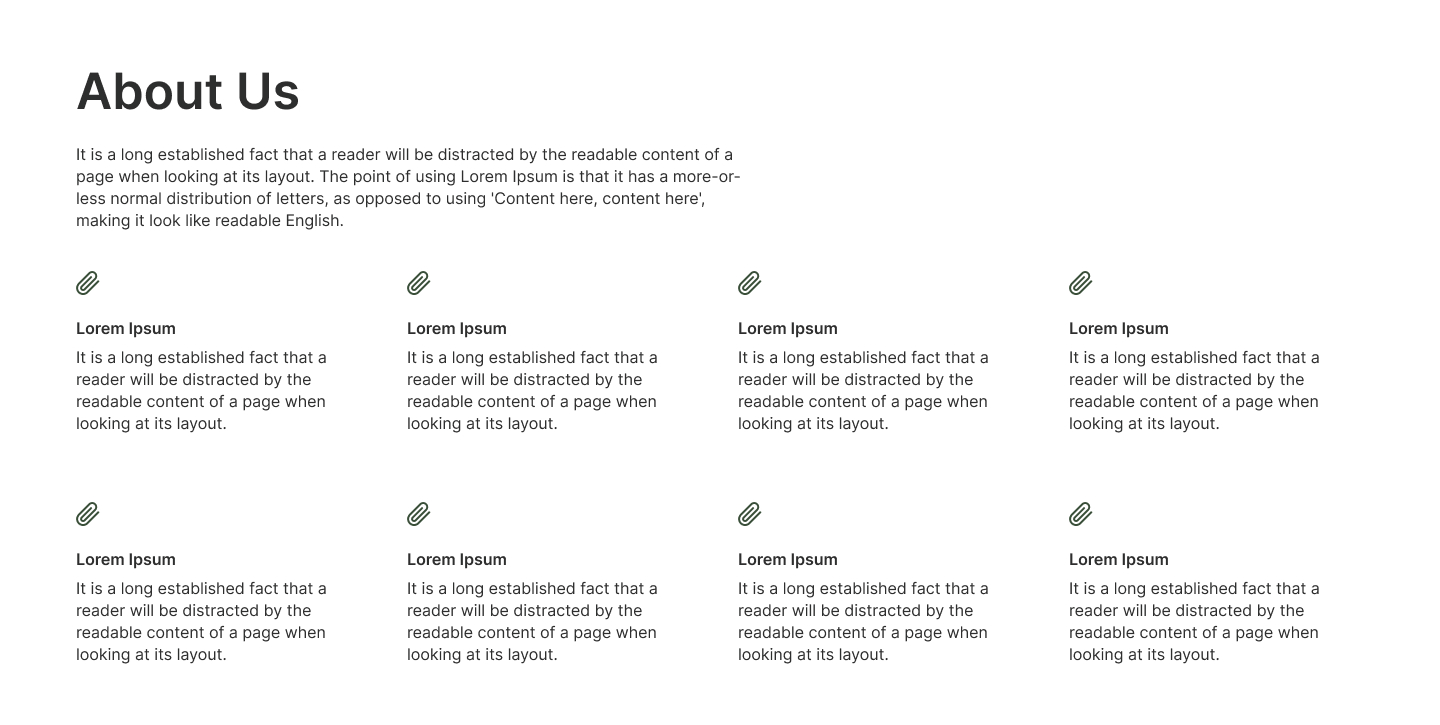 About Us
It is a long established fact that a reader will be distracted by the readable content of a
page when looking at its layout. The point of using Lorem Ipsum is that it has a more-or-
less normal distribution of letters, as opposed to using 'Content here, content here',
making it look like readable English.
Lorem Ipsum
It is a long established fact that a
reader will be distracted by the
readable content of a page when
looking at its layout.
Lorem Ipsum
It is a long established fact that a
reader will be distracted by the
readable content of a page when
looking at its layout.
Lorem Ipsum
It is a long established fact that a
reader will be distracted by the
readable content of a page when
looking at its layout.
Lorem Ipsum
It is a long established fact that a
reader will be distracted by the
readable content of a page when
looking at its layout.
Lorem Ipsum
It is a long established fact that a
reader will be distracted by the
readable content of a page when
looking at its layout.
Lorem Ipsum
It is a long established fact that a
reader will be distracted by the
readable content of a page when
looking at its layout.
Lorem Ipsum
It is a long established fact that a
reader will be distracted by the
readable content of a page when
looking at its layout.
Lorem Ipsum
It is a long established fact that a
reader will be distracted by the
readable content of a page when
looking at its layout.